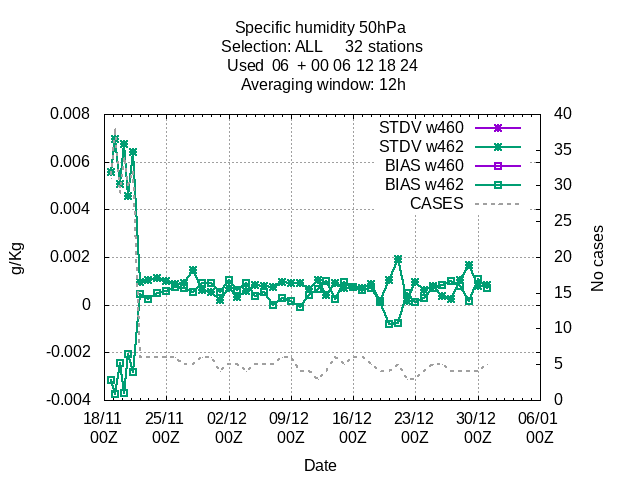 Specific humidity 50hPa
Selection: ALL     32 stations
Used  06  + 00 06 12 18 24
Averaging window: 12h
0.008
0.006
0.004
0.002
0
-0.002
-0.004
g/Kg
STDV w460
STDV w462
BIAS w460
BIAS w462
CASES
40
35
30
25
20
15
10
5
0
No cases
18/11 25/11 02/12 09/12 16/12 23/12 30/12 06/01
00Z 00Z 00Z 00Z 00Z 00Z 00Z 00Z
Date